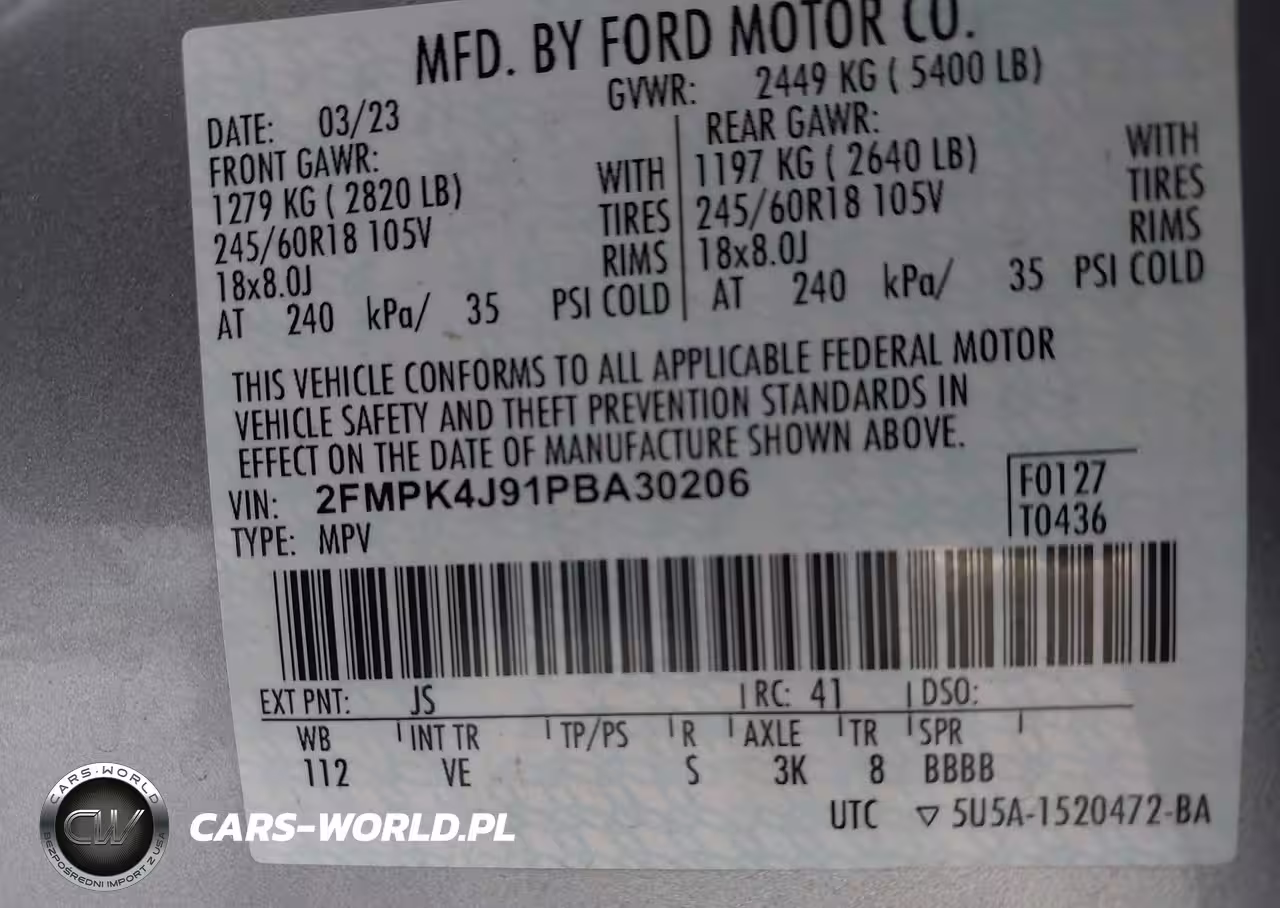 MFD. BY FORD MOTOR CO.
DATE: 03/23 GVWR: 2449 KG ( 5400 LB)
FRONT GAWR: REAR GAWR:
1279 KG ( 2820 LB) WITH 1197 KG ( 2640 LB) WITH
245/60R18 105V TIRES 245/60R18 105V TIRES
18x8.0J RIMS 18x8.0J RIMS
AT 240 kPa/ 35 PSI COLD AT 240 kPa/ 35 PSI COLD
THIS VEHICLE CONFORMS TO ALL APPLICABLE FEDERAL MOTOR
VEHICLE SAFETY AND THEFT PREVENTION STANDARDS IN
EFFECT ON THE DATE OF MANUFACTURE SHOWN ABOVE.
VIN: 2FMPK4J91PBA30206 F0127
TYPE: MPV T0436
EXT PNT: JS RC: 41 DSO:
WB INT TR TP/PS R AXLE TR SPR
112 VE S 3K 8 BBBB
UTC ▽ 5U5A-1520472-BA
CARS-WORLD
CW
BEZPOŚREDNI IMPORT Z USA
CARS-WORLD.PL